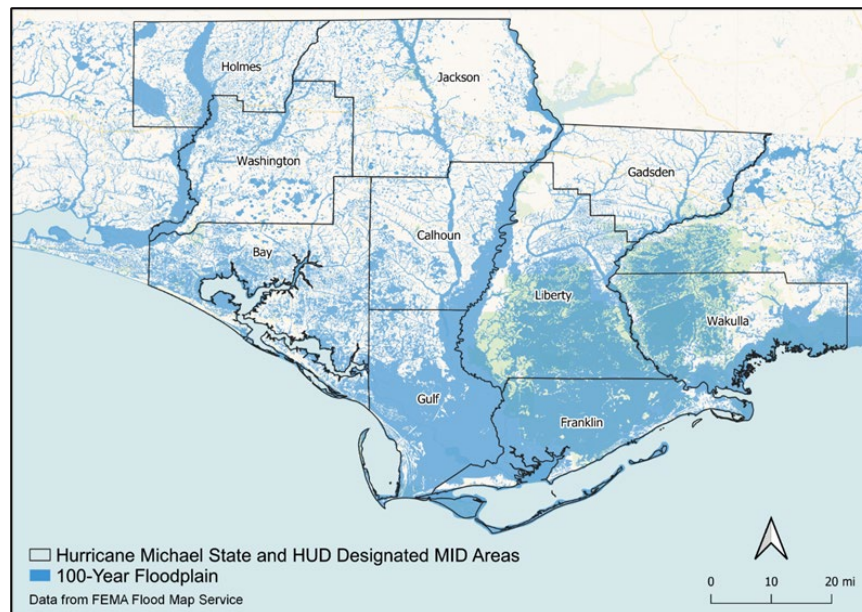 Holmes
Jackson
Washington
Gadsden
Calhoun
Bay
Liberty
Wakulla
Gulf
Franklin
Hurricane Michael State and HUD Designated MID Areas
100-Year Floodplain
Data from FEMA Flood Map Service
0 10 20 mi